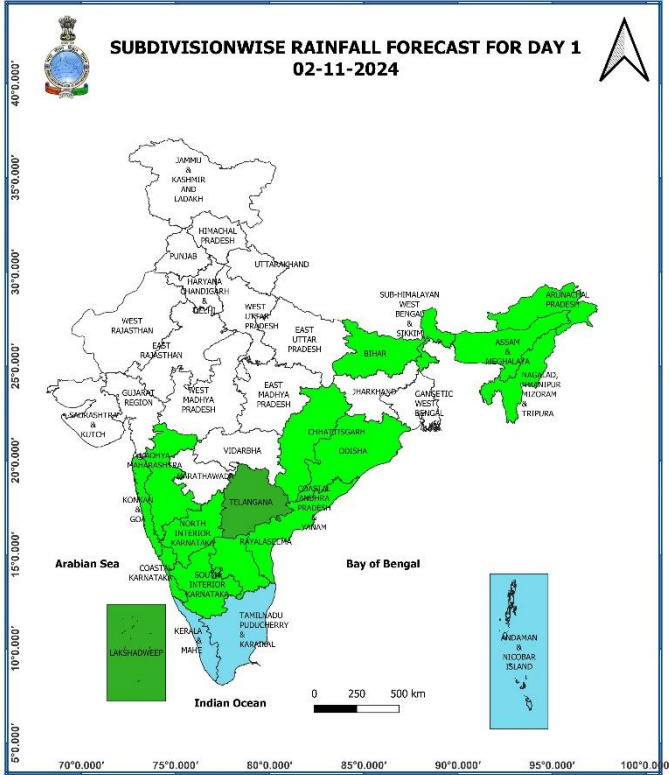 SUBDIVISIONWISE RAINFALL FORECAST FOR DAY 1
02-11-2024
40°0.000'
35°0.000'
30°0.000'
25°0.000'
20°0.000'
15°0.000'
10°0.000'
5°0.000'
JAMMU
&
KASHMIR
AND
LADAKH
HIMACHAL
PRADESH
PUNJAB
UTTARAKHAND
HARYANA
CHANDIGARH
&
DELHI
WEST
RAJASTHAN
EAST
RAJASTHAN
WEST
UTTAR
PRADESH
EAST
UTTAR
PRADESH
SUB-HIMALAYAN
WEST
BENGAL
&
SIKKIM
ARUNACHAL
PRADESH
ASSAM
&
MEGHALAYA
NAGALAD,
MANIPUR
MIZORAM
&
TRIPURA
BIHAR
JHARKHAND
GANGETIC
WEST
BENGAL
GUJARAT
REGION
SAURASHTRA
&
KUTCH
WEST
MADHYA
PRADESH
EAST
MADHYA
PRADESH
CHHATTISGARH
ODISHA
VIDARBHA
MADHYA
MAHARASHTRA
MARATHAWADA
KONKAN
&
GOA
TELANGANA
COASTAL
ANDHRA
PRADESH
&
YANAM
NORTH
INTERIOR
KARNATAKA
RAYALASEEMA
COASTAL
KARNATAKA
SOUTH
INTERIOR
KARNATAKA
Arabian Sea
Bay of Bengal
LAKSHADWEEP
KERALA
&
MAHE
TAMILNADU
PUDUCHERRY
&
KARAIKAL
ANDAMAN
&
NICOBAR
ISLAND
Indian Ocean
0 250 500 km
70°0.000' 75°0.000' 80°0.000' 85°0.000' 90°0.000' 95°0.000' 100°0.000'